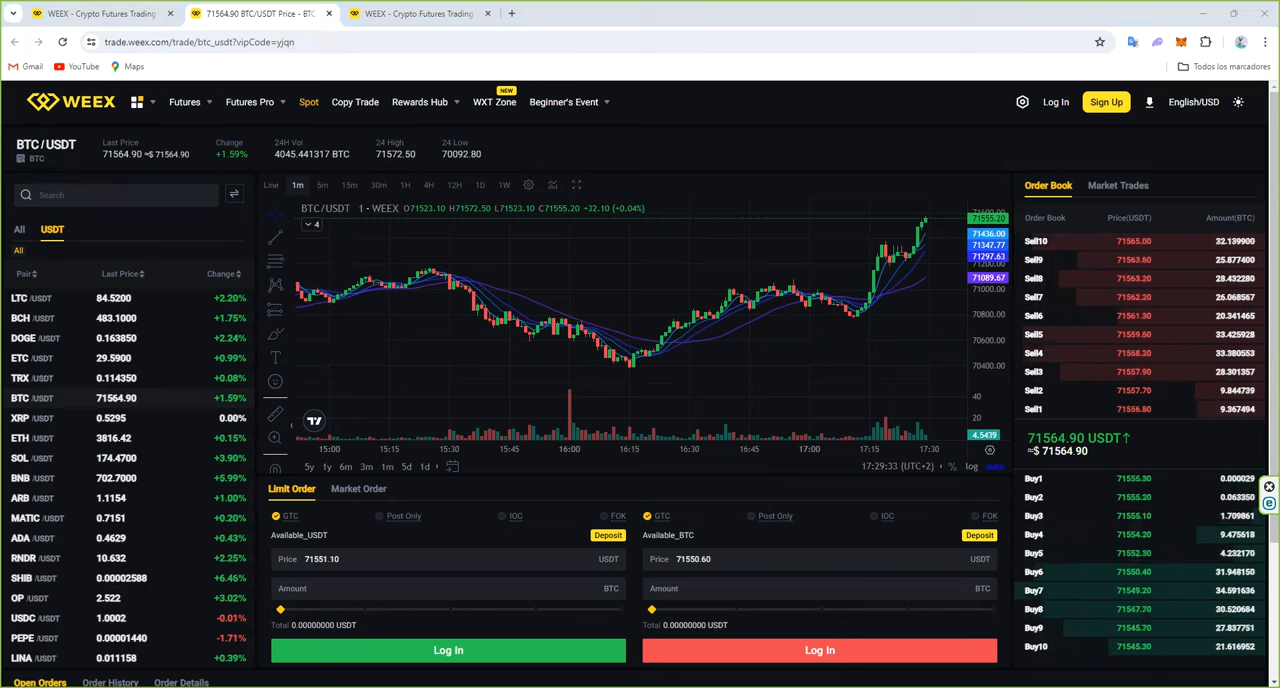 WEEX - Crypto Futures Trading
71564.90 BTC/USDT Price - BTC
WEEX - Crypto Futures Trading
trade.weex.com/trade/btc_usdt?vipCode=yjqn
Gmail YouTube Maps Todos los marcadores
WEEX Futures Futures Pro Spot Copy Trade Rewards Hub WXT Zone NEW Beginner's Event Log In Sign Up English/USD
BTC/USDT Last Price Change 24H Vol 24 High 24 Low
BTC 71564.90 ≈$ 71564.90 +1.59% 4045.441317 BTC 71572.50 70092.80
Search
All USDT
All
Pair Last Price Change
LTC /USDT 84.5200 +2.20%
BCH /USDT 483.1000 +1.75%
DOGE /USDT 0.163850 +2.24%
ETC /USDT 29.5900 +0.99%
TRX /USDT 0.114350 +0.08%
BTC /USDT 71564.90 +1.59%
XRP /USDT 0.5295 0.00%
ETH /USDT 3816.42 +0.15%
SOL /USDT 174.4700 +3.90%
BNB /USDT 702.7000 +5.99%
ARB /USDT 1.1154 +1.00%
MATIC /USDT 0.7151 +0.20%
ADA /USDT 0.4629 +0.43%
RNDR /USDT 10.632 +2.25%
SHIB /USDT 0.00002588 +6.46%
OP /USDT 2.522 +3.02%
USDC /USDT 1.0002 -0.01%
PEPE /USDT 0.00001440 -1.71%
LINA /USDT 0.011158 +0.39%
Line 1m 5m 15m 30m 1H 4H 12H 1D 1W
BTC/USDT 1 - WEEX O71523.10 H71572.50 L71523.10 C71555.20 +32.10 (+0.04%)
4
71555.20
71436.00
71347.77
71297.63
71200.00
71089.67
71000.00
70800.00
70600.00
70400.00
40
20
4.5439
15:00 15:15 15:30 15:45 16:00 16:15 16:30 16:45 17:00 17:15 17:30
5y 1y 6m 3m 1m 5d 1d 17:29:33 (UTC+2) % log auto
Limit Order Market Order
GTC Post Only IOC FOK
Available_USDT Deposit
Price 71551.10 USDT
Amount BTC
Total 0.00000000 USDT
Log In
GTC Post Only IOC FOK
Available_BTC Deposit
Price 71550.60 USDT
Amount BTC
Total 0.00000000 USDT
Log In
Order Book Market Trades
Order Book Price(USDT) Amount(BTC)
Sell10 71565.00 32.139900
Sell9 71563.60 25.877400
Sell8 71563.20 28.432280
Sell7 71562.20 26.068567
Sell6 71561.30 20.341465
Sell5 71559.60 33.425928
Sell4 71558.20 33.380553
Sell3 71557.90 28.301357
Sell2 71557.70 9.844739
Sell1 71556.80 9.367494
71564.90 USDT↑
≈$ 71564.90
Buy1 71555.30 0.000029
Buy2 71555.20 0.063350
Buy3 71555.10 1.709861
Buy4 71554.20 9.475618
Buy5 71552.30 4.232170
Buy6 71550.40 31.948150
Buy7 71549.20 34.591636
Buy8 71547.70 30.520684
Buy9 71545.70 27.837751
Buy10 71545.30 21.616952
Open Orders Order History Order Details